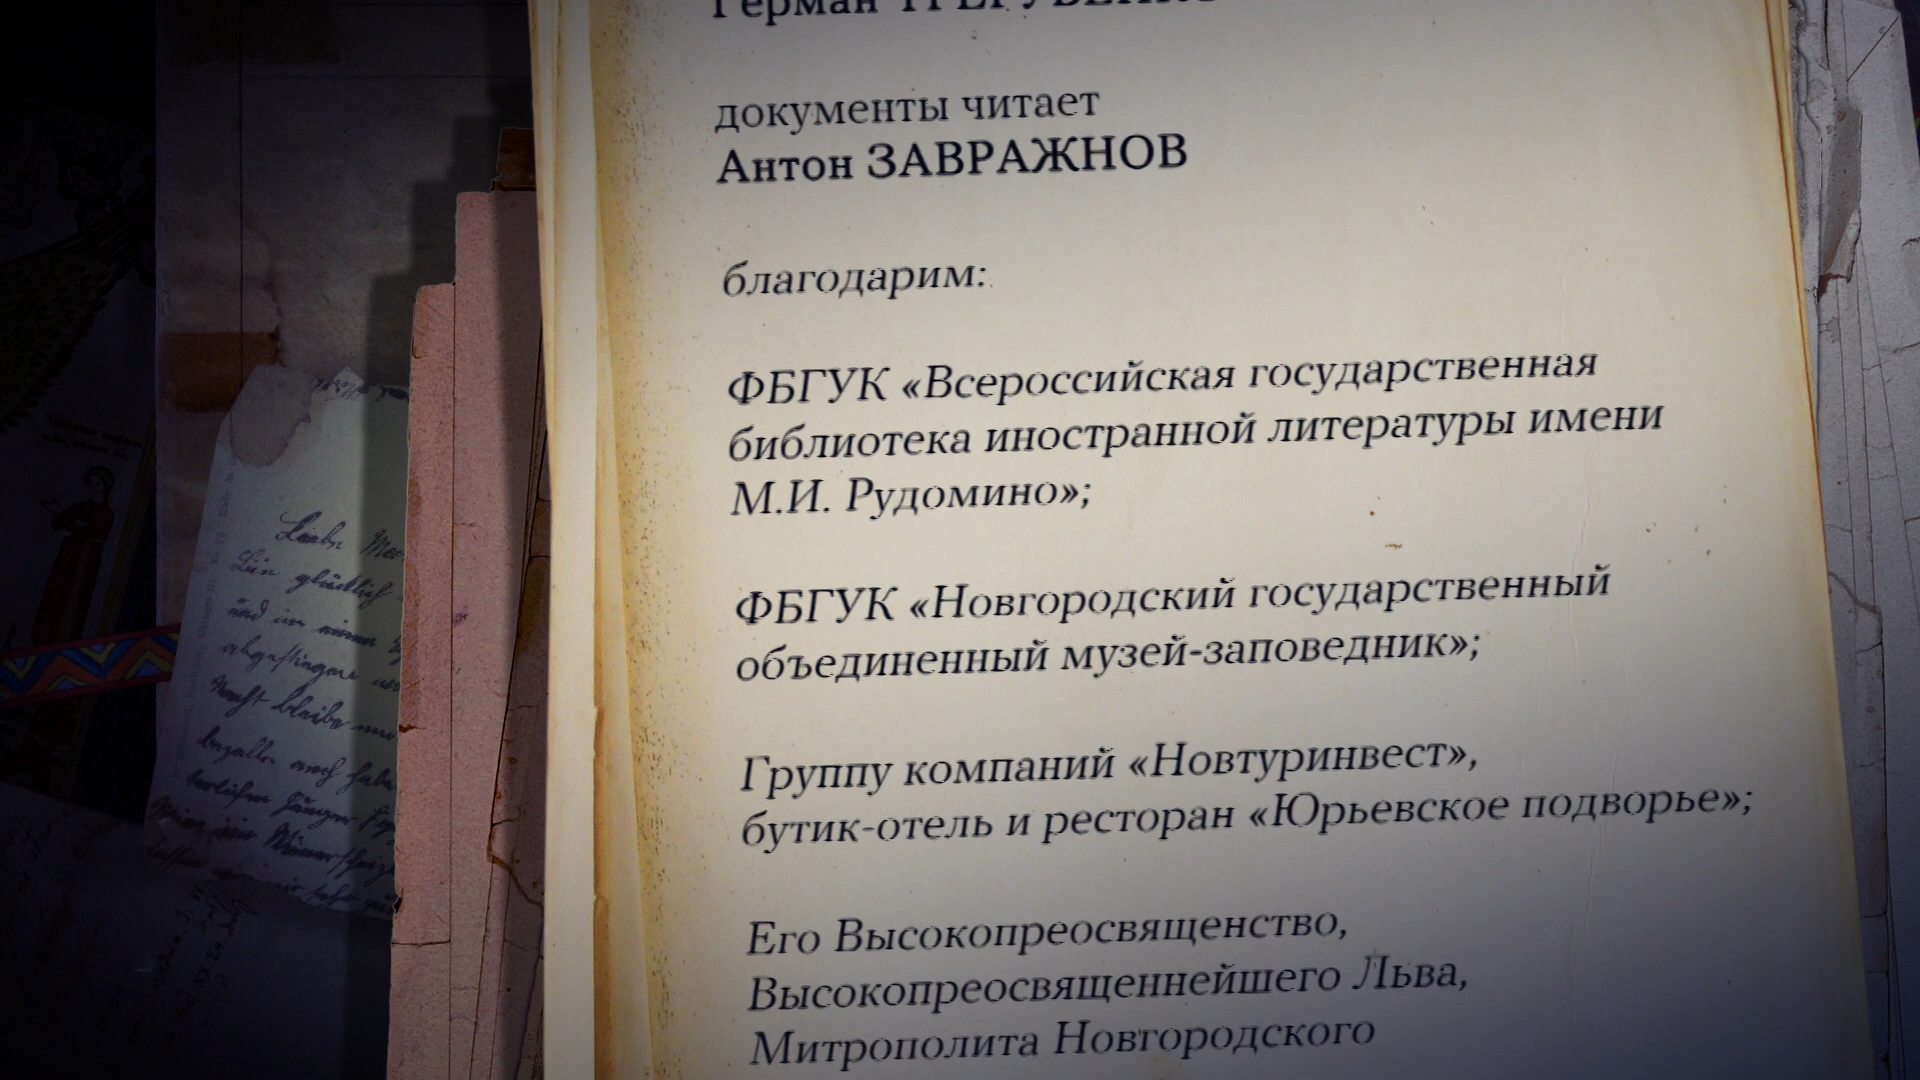 Герман
документы читает
Антон ЗАВРАЖНОВ
благодарим:
ФБГУК «Всероссийская государственная
библиотека иностранной литературы имени
М.И. Рудомино»;
ФБГУК «Новгородский государственный
объединенный музей-заповедник»;
Группу компаний «Новтуринвест»,
бутик-отель и ресторан «Юрьевское подворье»;
Его Высокопреосвященство,
Высокопреосвященнейшего Льва,
Митрополита Новгородского